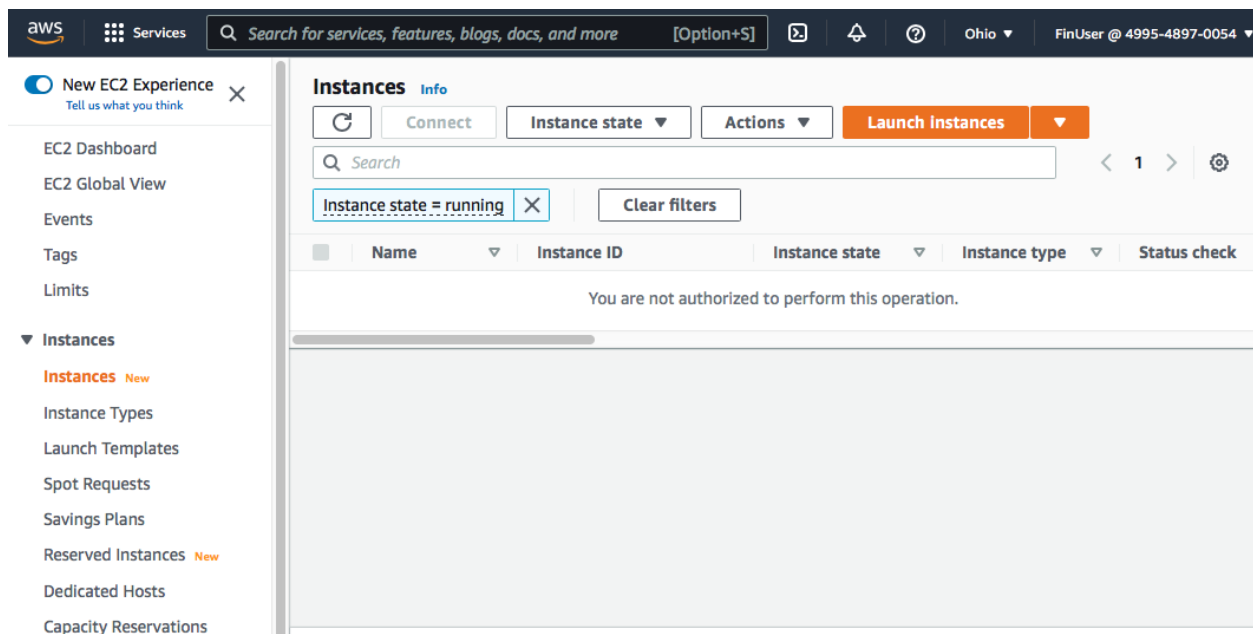 aws Services Search for services, features, blogs, docs, and more [Option+S] Ohio FinUser @ 4995-4897-0054
New EC2 Experience
Tell us what you think
EC2 Dashboard
EC2 Global View
Events
Tags
Limits
Instances
Instances New
Instance Types
Launch Templates
Spot Requests
Savings Plans
Reserved Instances New
Dedicated Hosts
Capacity Reservations
Instances Info
Connect Instance state Actions Launch instances
Search 1
Instance state = running Clear filters
Name Instance ID Instance state Instance type Status check
You are not authorized to perform this operation.